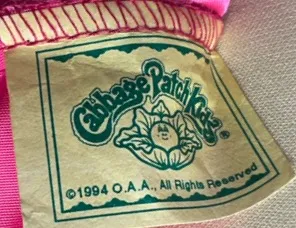 Cabbage Patch Kids®
©1994 O.A.A., All Rights Reserved